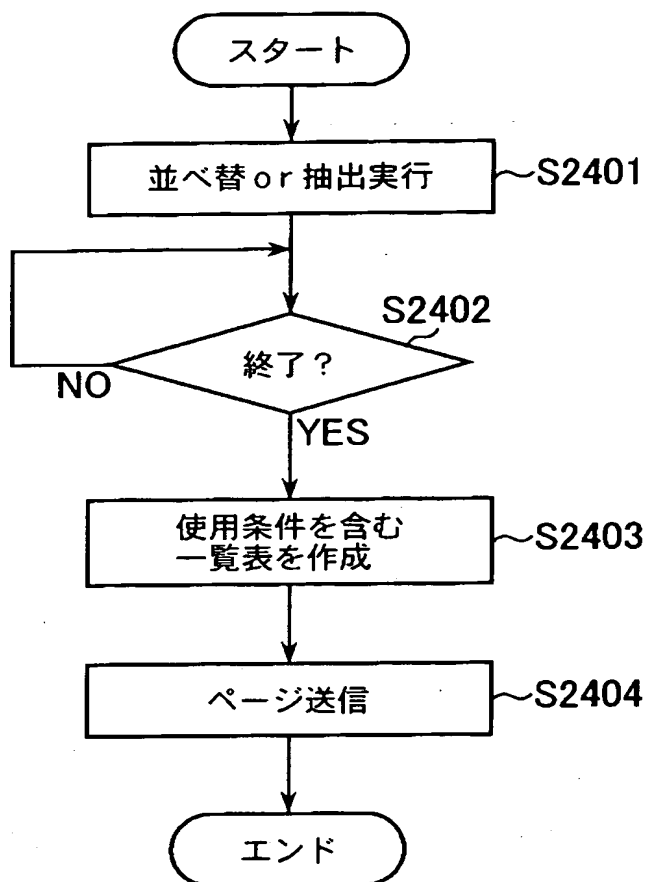 スタート
並べ替or抽出実行
S2401
S2402
終了？
NO
YES
使用条件を含む
一覧表を作成
S2403
ページ送信
S2404
エンド